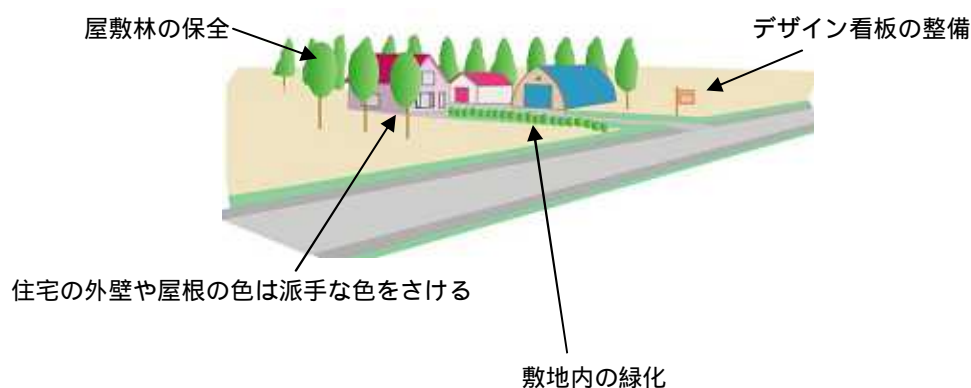 屋敷林の保全
デザイン看板の整備
住宅の外壁や屋根の色は派手な色をさける
敷地内の緑化